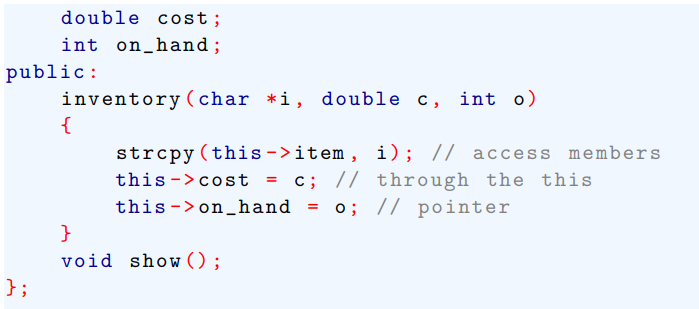 double cost;
int on_hand;
public:
inventory(char *i, double c, int o)
{
strcpy(this->item, i); // access members
this->cost = c; // through the this
this->on_hand = o; // pointer
}
void show();
};